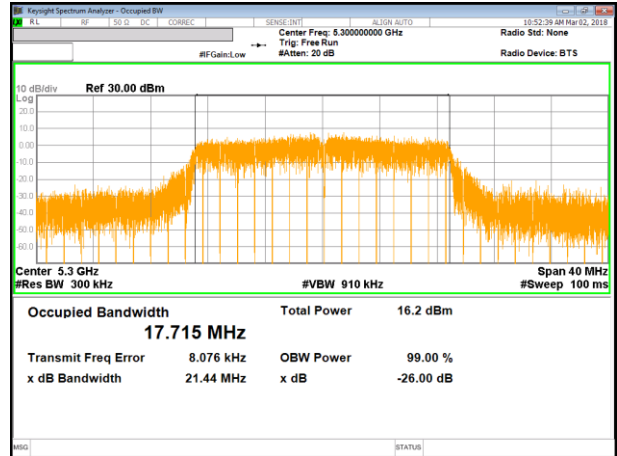 Keysight Spectrum Analyzer - Occupied BW
RL RF 50 Ω DC CORREC SENSE:INT ALIGN AUTO 10:52:39 AM Mar 02, 2018
Center Freq: 5.300000000 GHz Radio Std: None
Trig: Free Run
#IFGain:Low #Atten: 20 dB Radio Device: BTS
10 dB/div Ref 30.00 dBm
Log
20.0
10.0
0.00
-10.0
-20.0
-30.0
-40.0
-50.0
-60.0
Center 5.3 GHz Span 40 MHz
#Res BW 300 kHz #VBW 910 kHz #Sweep 100 ms
Occupied Bandwidth Total Power 16.2 dBm
17.715 MHz
Transmit Freq Error 8.076 kHz OBW Power 99.00 %
x dB Bandwidth 21.44 MHz x dB -26.00 dB
MSG STATUS